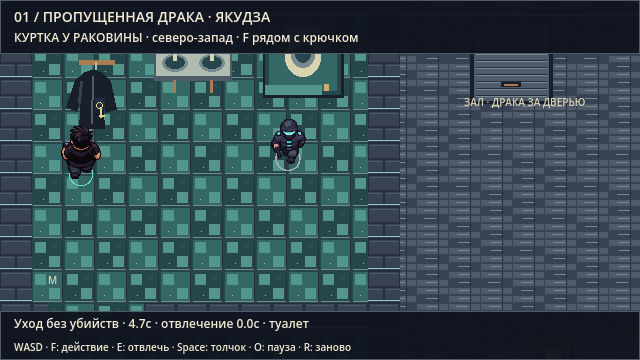 01 / ПРОПУЩЕННАЯ ДРАКА · ЯКУДЗА
КУРТКА У РАКОВИНЫ · северо-запад · F рядом с крючком
ЗАЛ · ДРАКА ЗА ДВЕРЬЮ
М
Уход без убийств · 4.7с · отвлечение 0.0с · туалет
WASD · F: действие · E: отвлечь · Space: толчок · O: пауза · R: заново